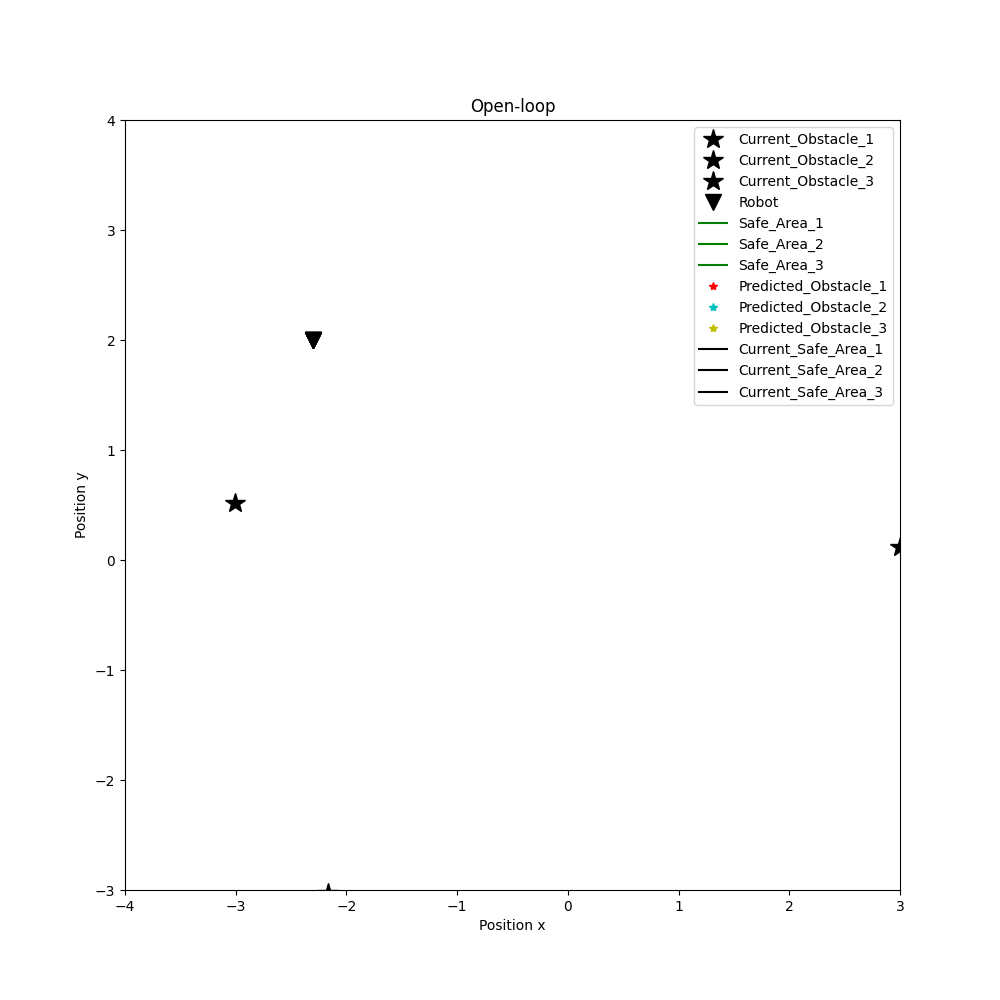 Open-loop
Current_Obstacle_1
Current_Obstacle_2
Current_Obstacle_3
Robot
Safe_Area_1
Safe_Area_2
Safe_Area_3
Predicted_Obstacle_1
Predicted_Obstacle_2
Predicted_Obstacle_3
Current_Safe_Area_1
Current_Safe_Area_2
Current_Safe_Area_3
4
3
2
1
0
−1
−2
−3
Position y
−4 −3 −2 −1 0 1 2 3
Position x